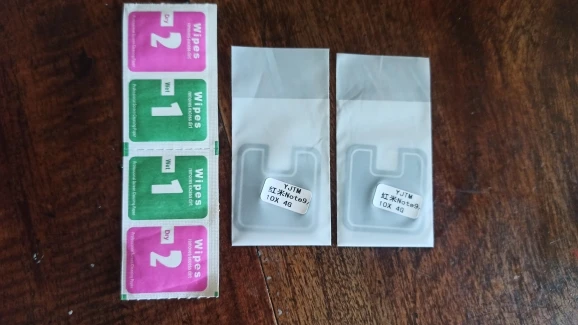 Wipes
Dry
2
Wipes
Wet
1
Wipes
Wet
1
Wipes
Dry
2
YJTM
红米Note9/
10X 4G
YJTM
红米Note9/
10X 4G